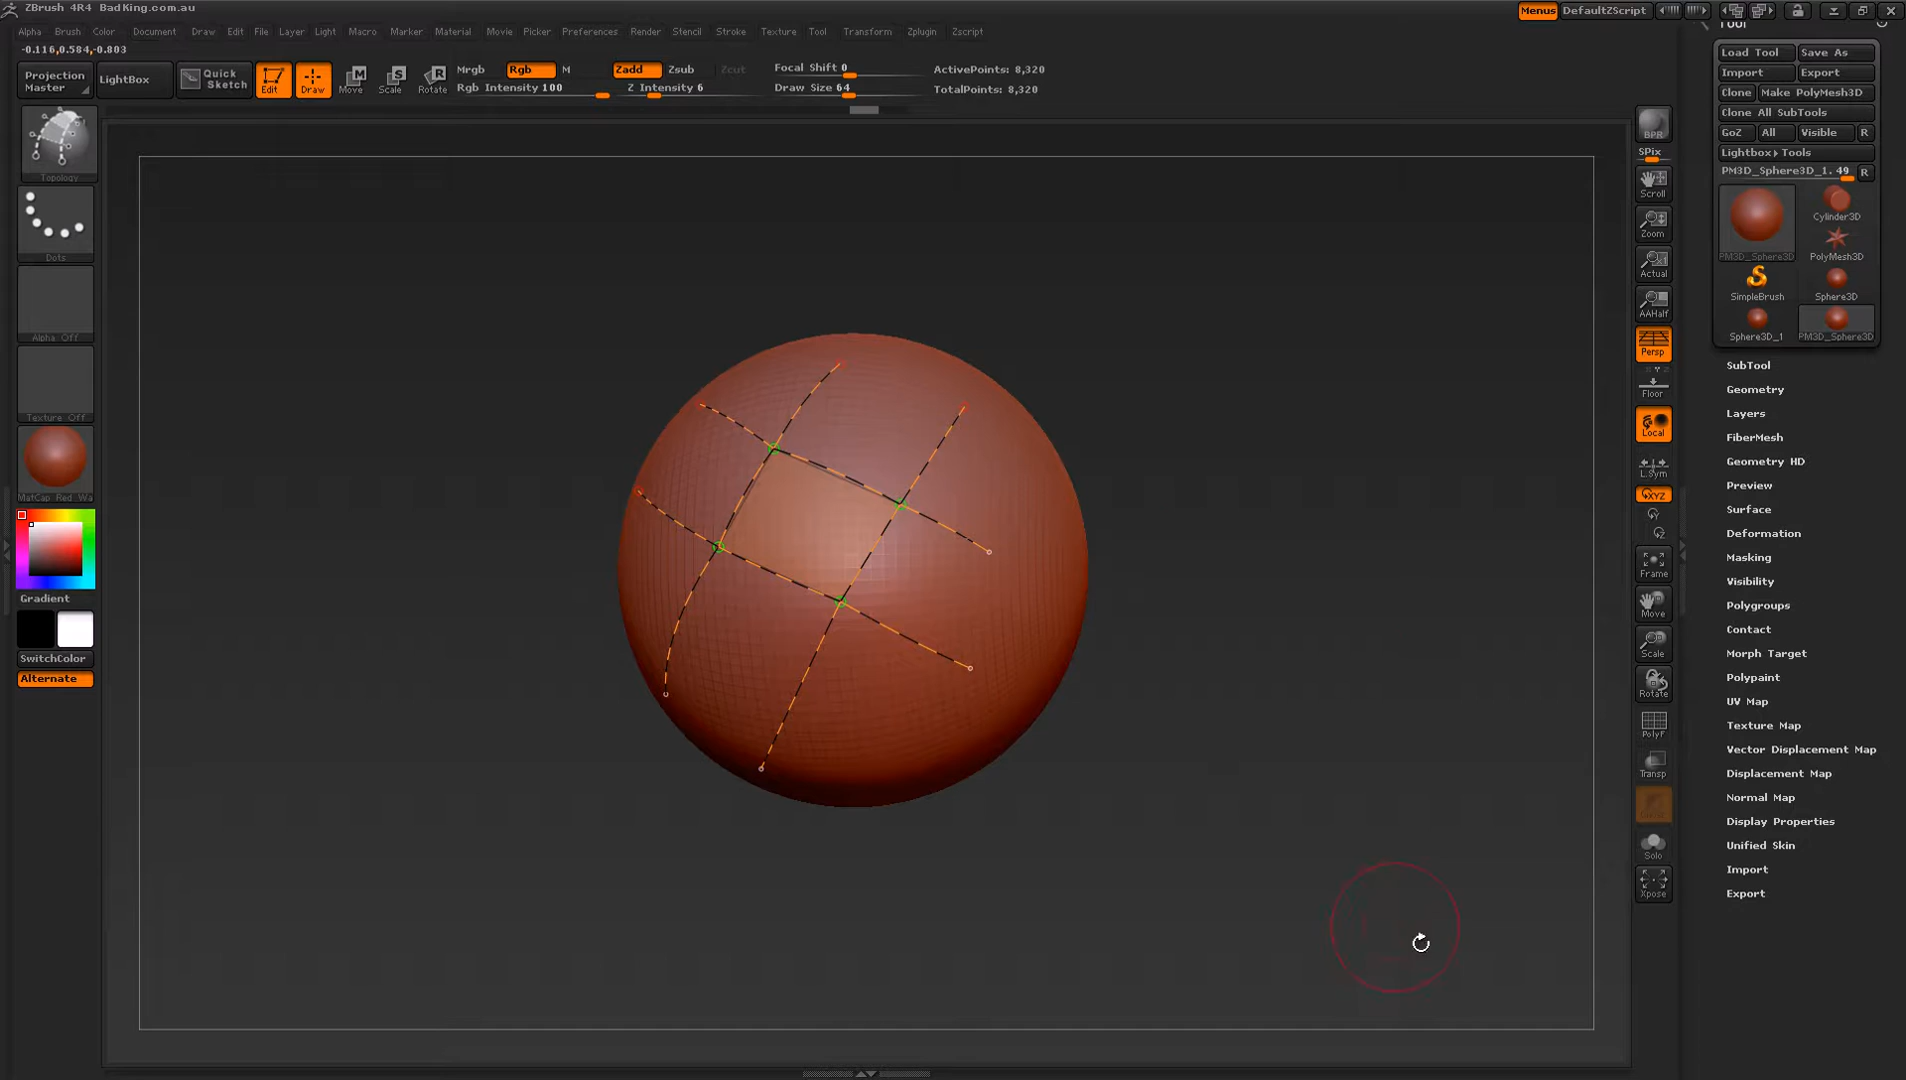 ZBrush 4R4 BadKing.com.au
Menus DefaultZScript
Alpha Brush Color Document Draw Edit File Layer Light Macro Marker Material Movie Picker Preferences Render Stencil Stroke Texture Tool Transform Zplugin Zscript
-0.116,0.584,-0.803
Projection Master
LightBox
Quick Sketch
Edit
Draw
Move
Scale
Rotate
Mrgb Rgb M
Rgb Intensity 100
Zadd Zsub Zcut
Z Intensity 6
Focal Shift 0
Draw Size 64
ActivePoints: 8,320
TotalPoints: 8,320
Topology
Dots
Alpha Off
Texture Off
MatCap Red Wa
Gradient
SwitchColor
Alternate
BPR
SPix
Scroll
Zoom
Actual
AAHalf
Persp
Floor
Local
L.Sym
XYZ
Frame
Move
Scale
Rotate
PolyF
Transp
Solo
Xpose
Tool
Load Tool Save As
Import Export
Clone Make PolyMesh3D
Clone All SubTools
GoZ All Visible R
Lightbox▸Tools
PM3D_Sphere3D_1. 49 R
PM3D_Sphere3D
Cylinder3D
PolyMesh3D
SimpleBrush
Sphere3D
Sphere3D_1
PM3D_Sphere3D
SubTool
Geometry
Layers
FiberMesh
Geometry HD
Preview
Surface
Deformation
Masking
Visibility
Polygroups
Contact
Morph Target
Polypaint
UV Map
Texture Map
Vector Displacement Map
Displacement Map
Normal Map
Display Properties
Unified Skin
Import
Export